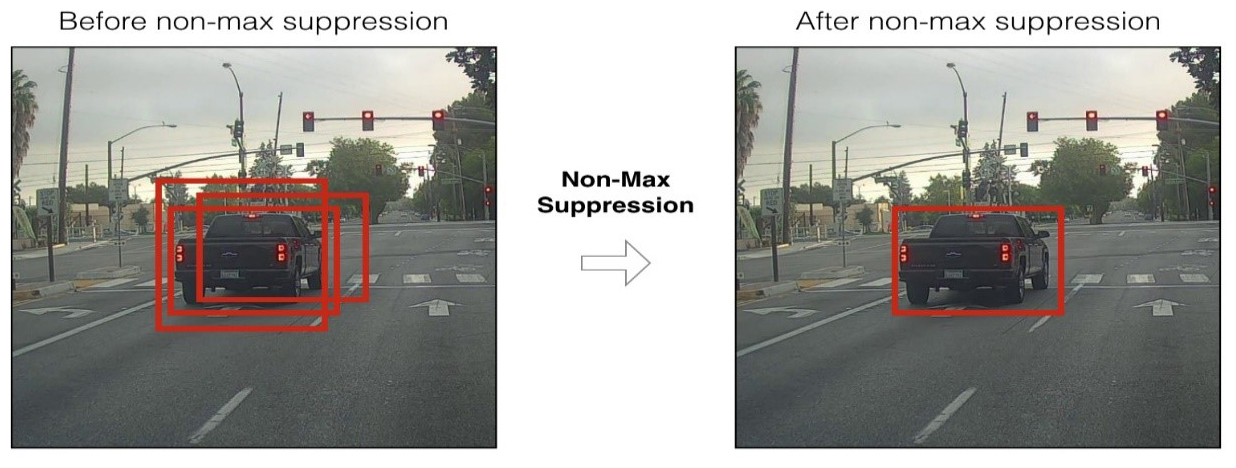 Before non-max suppression
After non-max suppression
Non-Max
Suppression